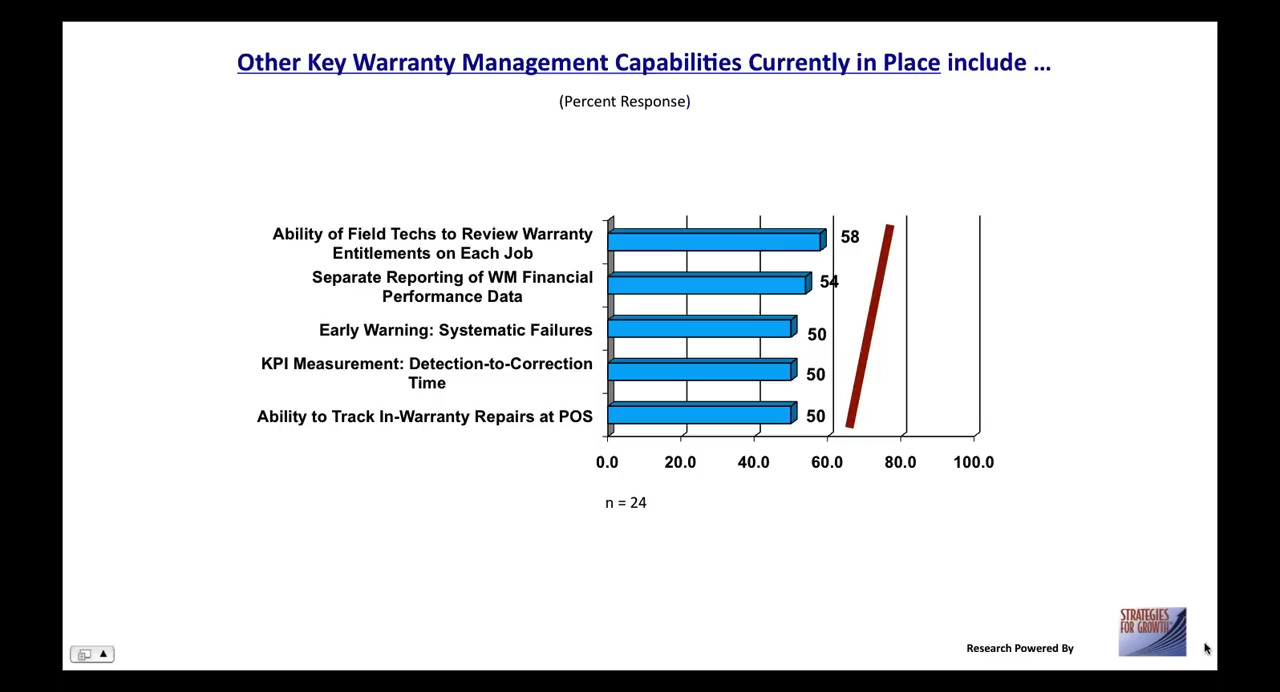 Other Key Warranty Management Capabilities Currently in Place include ...
(Percent Response)
Ability of Field Techs to Review Warranty
Entitlements on Each Job
58
Separate Reporting of WM Financial
Performance Data
54
Early Warning: Systematic Failures
50
KPI Measurement: Detection-to-Correction
Time
50
Ability to Track In-Warranty Repairs at POS
50
0.0 20.0 40.0 60.0 80.0 100.0
n = 24
Research Powered By
STRATEGIES
FOR GROWTH